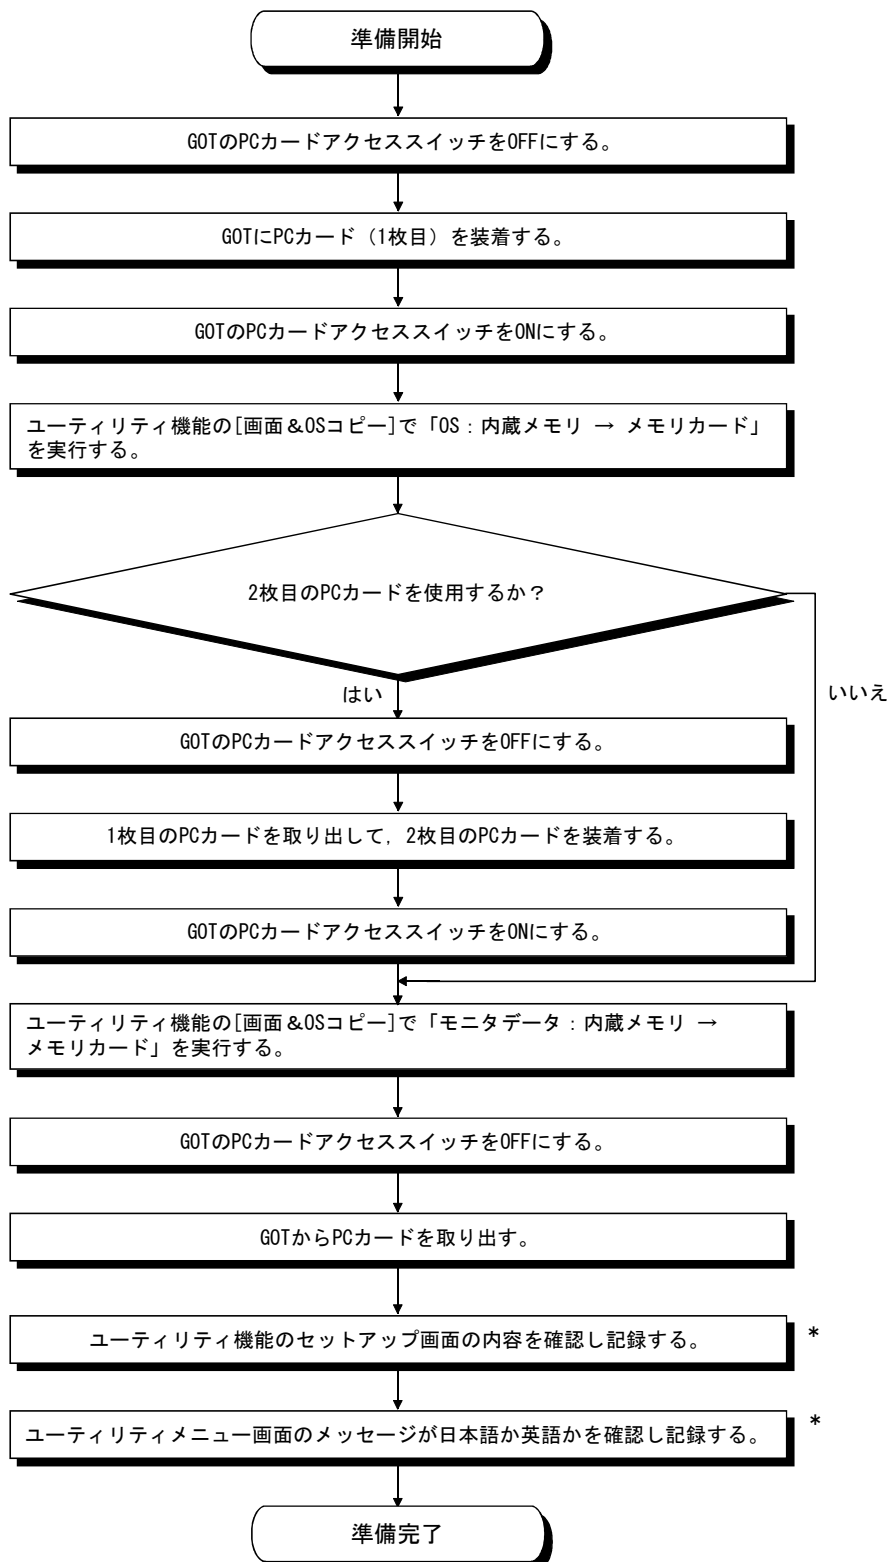 準備開始
GOTのPCカードアクセススイッチをOFFにする。
GOTにPCカード（1枚目）を装着する。
GOTのPCカードアクセススイッチをONにする。
ユーティリティ機能の[画面＆OSコピー]で「OS：内蔵メモリ → メモリカード」
を実行する。
2枚目のPCカードを使用するか？
はい
いいえ
GOTのPCカードアクセススイッチをOFFにする。
1枚目のPCカードを取り出して，2枚目のPCカードを装着する。
GOTのPCカードアクセススイッチをONにする。
ユーティリティ機能の[画面＆OSコピー]で「モニタデータ：内蔵メモリ →
メモリカード」を実行する。
GOTのPCカードアクセススイッチをOFFにする。
GOTからPCカードを取り出す。
ユーティリティ機能のセットアップ画面の内容を確認し記録する。 *
ユーティリティメニュー画面のメッセージが日本語か英語かを確認し記録する。 *
準備完了